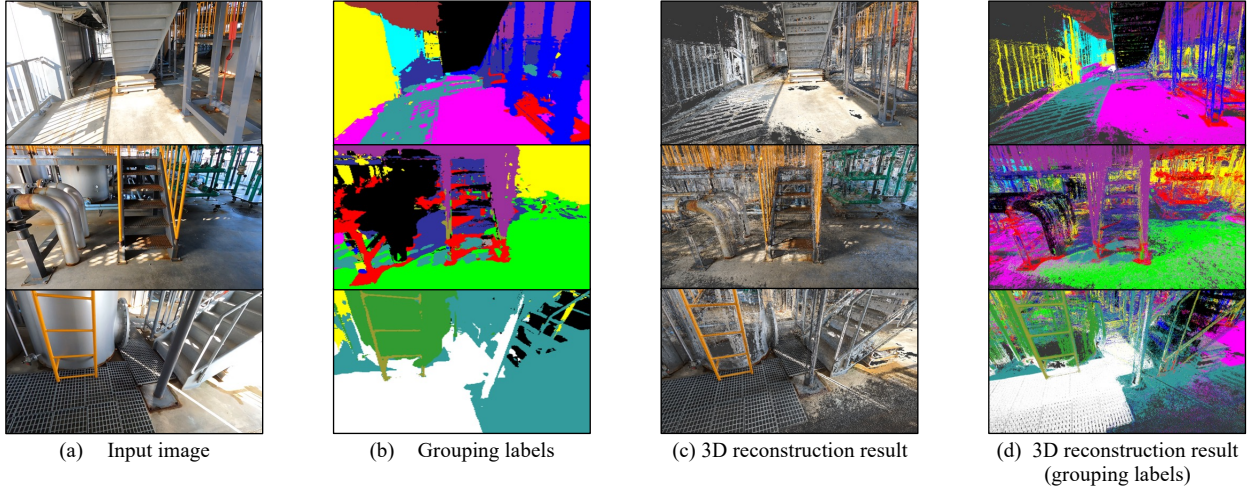 (a) Input image
(b) Grouping labels
(c) 3D reconstruction result
(d) 3D reconstruction result
(grouping labels)